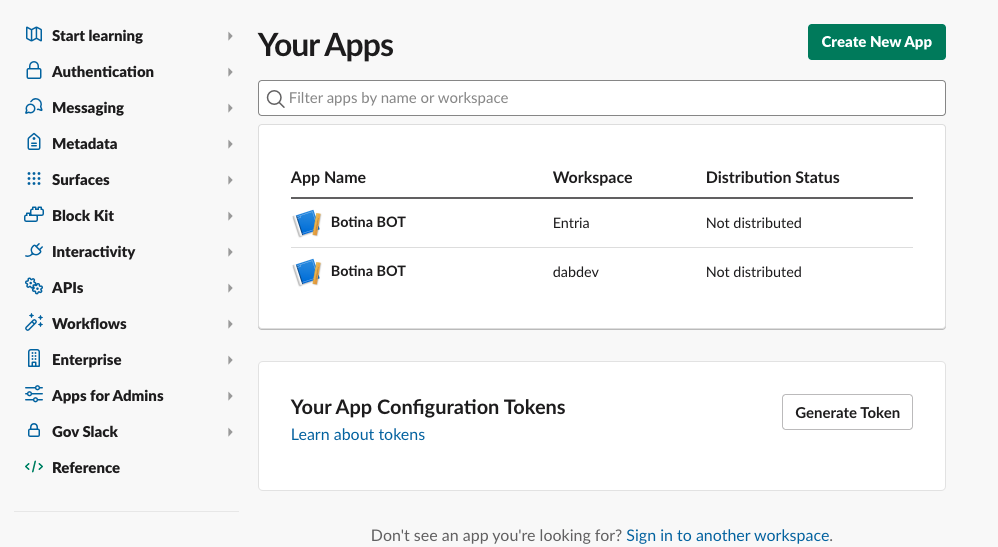 Start learning
Authentication
Messaging
Metadata
Surfaces
Block Kit
Interactivity
APIs
Workflows
Enterprise
Apps for Admins
Gov Slack
Reference
Your Apps
Create New App
Filter apps by name or workspace
App Name Workspace Distribution Status
Botina BOT Entria Not distributed
Botina BOT dabdev Not distributed
Your App Configuration Tokens
Learn about tokens
Generate Token
Don't see an app you're looking for? Sign in to another workspace.